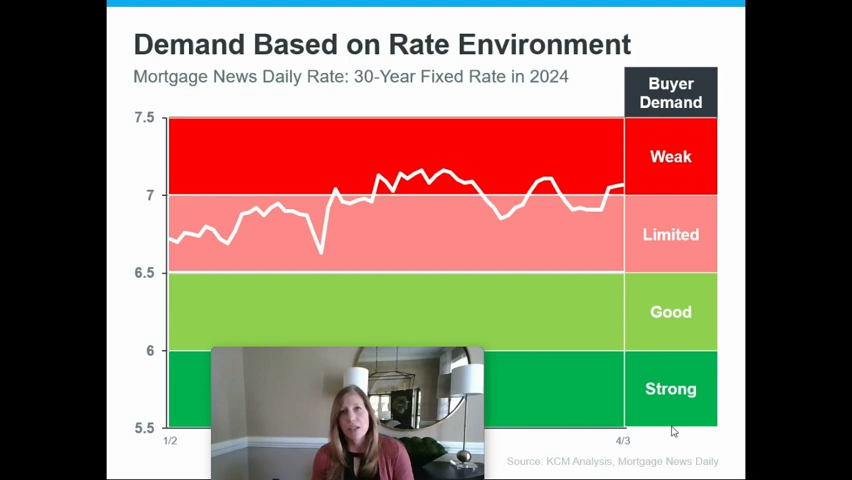 Demand Based on Rate Environment
Mortgage News Daily Rate: 30-Year Fixed Rate in 2024
Buyer
Demand
7.5
Weak
7
Limited
6.5
Good
6
Strong
5.5
1/2
4/3
Source: KCM Analysis, Mortgage News Daily